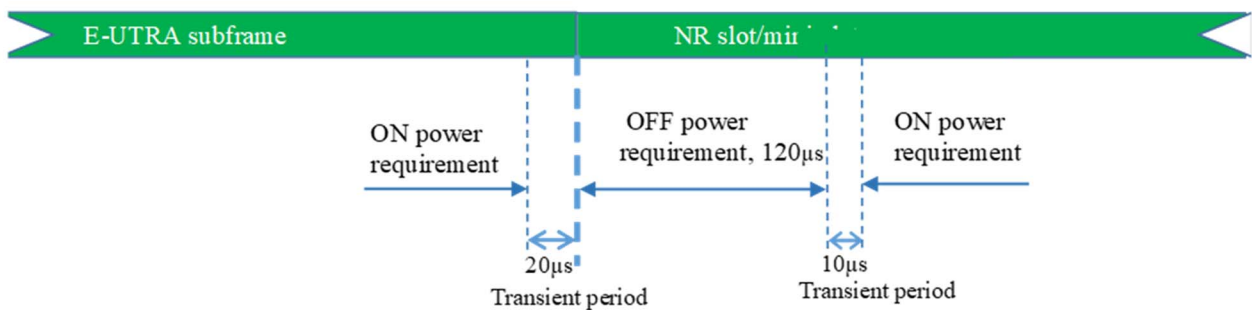 E-UTRA subframe
NR slot/mi
ON power
requirement
OFF power
requirement, 120μs
ON power
requirement
20μs
Transient period
10μs
Transient period